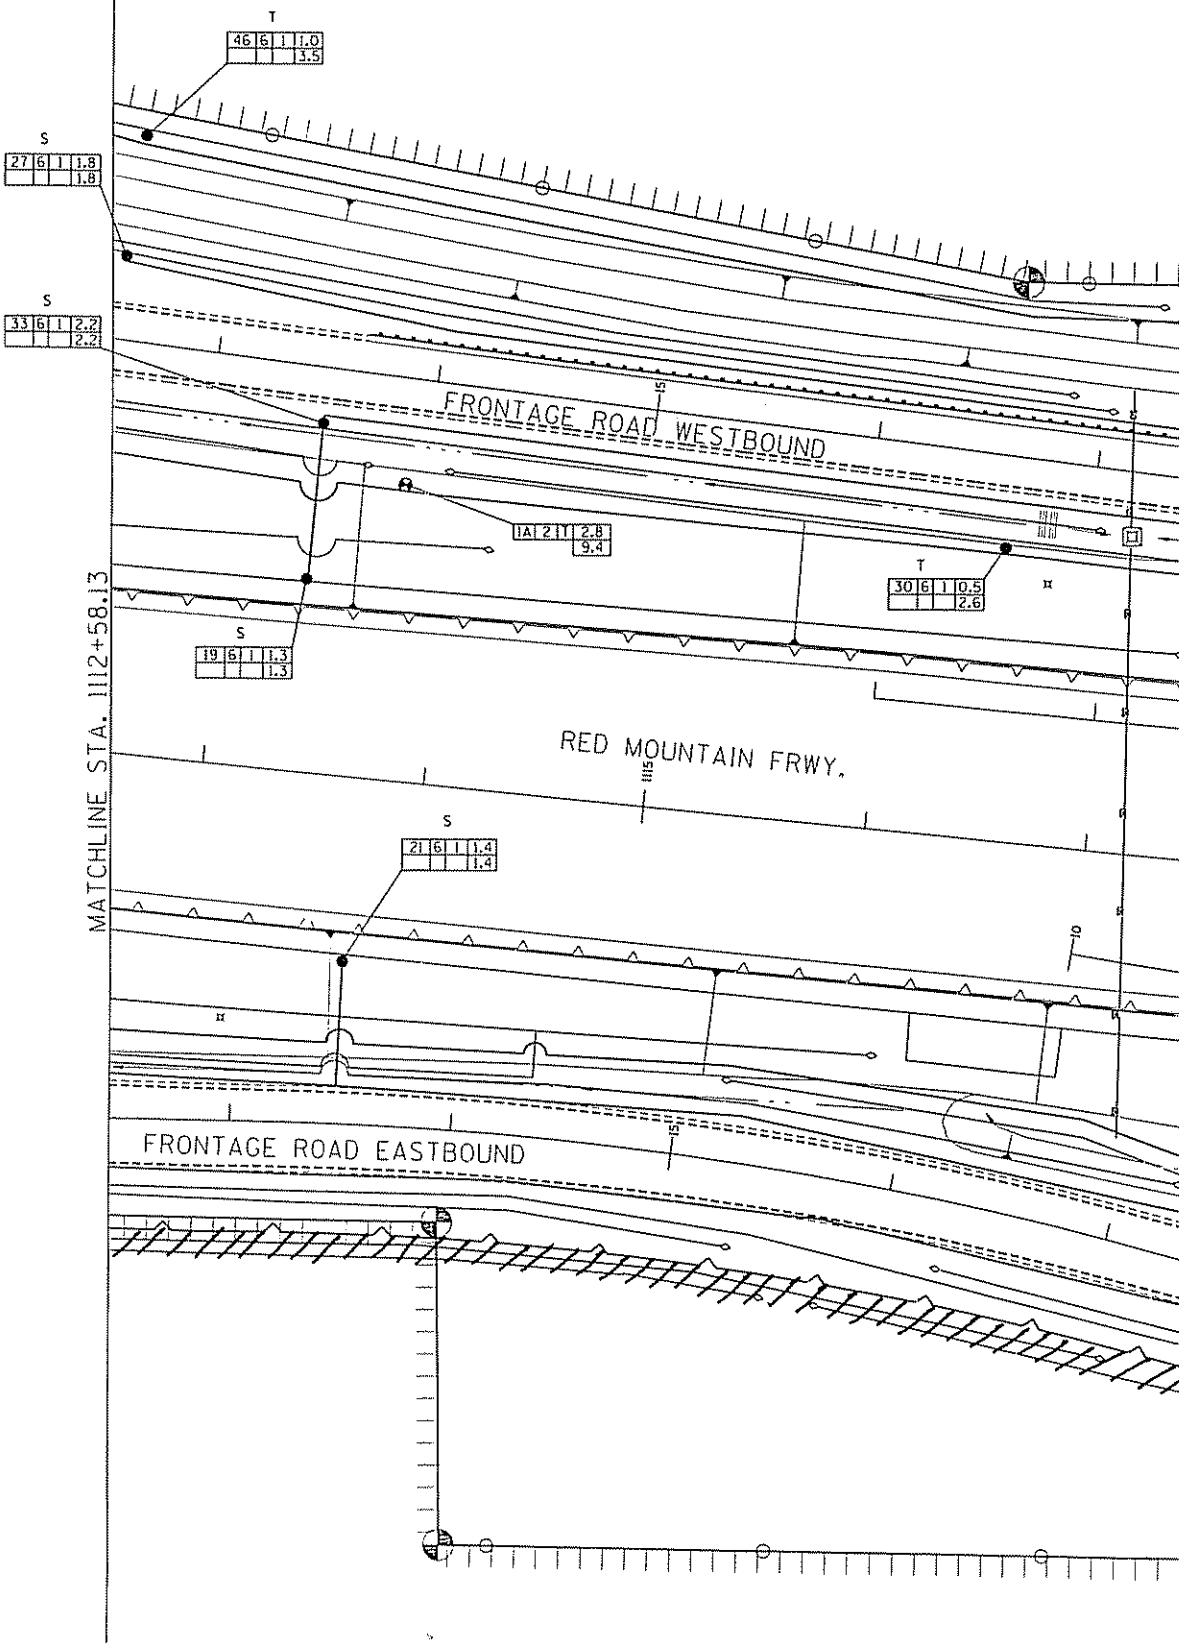 T
46 6 1 1.0
3.5
S
27 6 1 1.8
1.8
S
33 6 1 2.2
2.2
15
FRONTAGE ROAD WESTBOUND
1A 2 1T 2.8
9.4
T
30 6 1 0.5
2.6
S
19 6 1 1.3
1.3
MATCHLINE STA. 1112+58.13
RED MOUNTAIN FRWY.
1115
S
21 6 1 1.4
1.4
10
15
FRONTAGE ROAD EASTBOUND